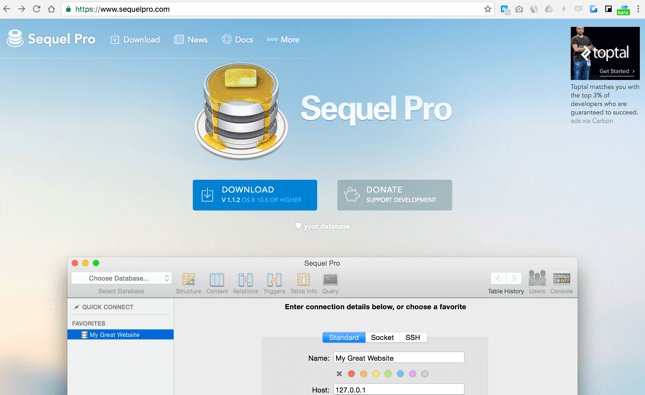 https://www.sequelpro.com
Sequel Pro
Download
News
Docs
More
toptal
Get Started
Toptal matches you with
the top 3% of
developers who are
guaranteed to succeed.
ads via Carbon
Sequel Pro
DOWNLOAD
V 1.1.2 OS X 10.6 OR HIGHER
DONATE
SUPPORT DEVELOPMENT
your database
Sequel Pro
Choose Database...
Select Database
Structure
Content
Relations
Triggers
Table Info
Query
Table History
Users
Console
QUICK CONNECT
FAVORITES
My Great Website
Enter connection details below, or choose a favorite
Standard
Socket
SSH
Name:
My Great Website
Host:
127.0.0.1